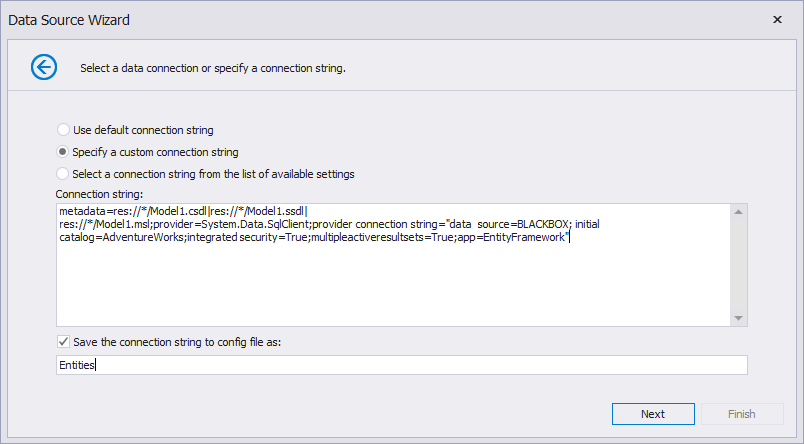 Data Source Wizard
Select a data connection or specify a connection string.
Use default connection string
Specify a custom connection string
Select a connection string from the list of available settings
Connection string:
metadata=res://*/Model1.csdl|res://*/Model1.ssdl|
res://*/Model1.msl;provider=System.Data.SqlClient;provider connection string="data source=BLACKBOX; initial
catalog=AdventureWorks;integrated security=True;multipleactiveresultsets=True;app=EntityFramework"
Save the connection string to config file as:
Entities
Next
Finish